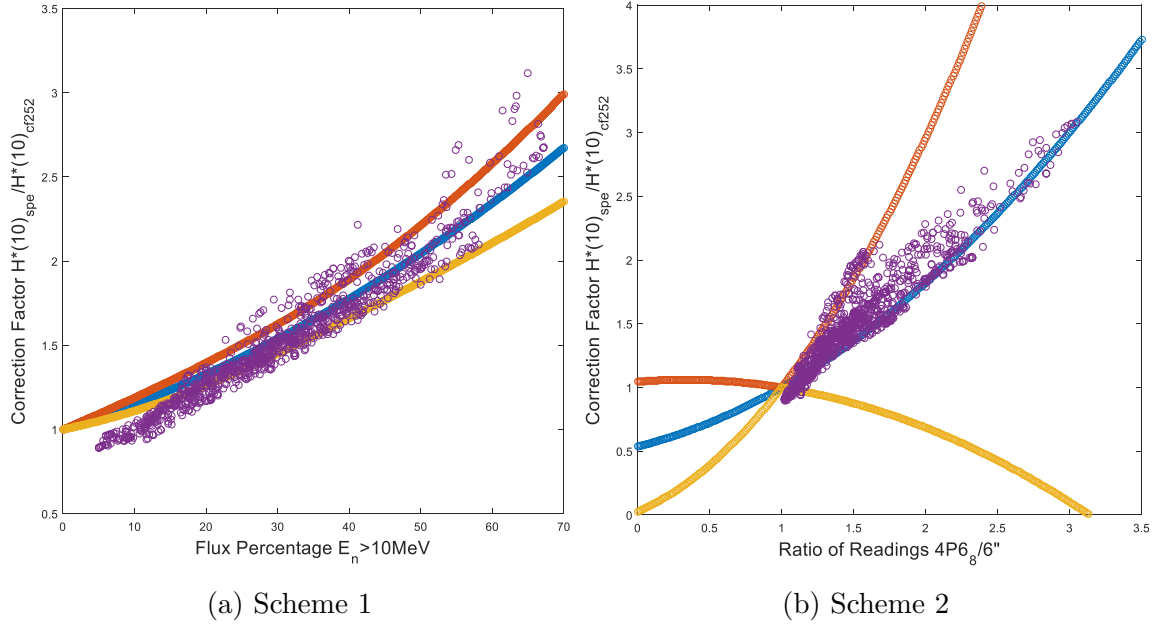 3.5
3
2.5
2
1.5
1
0.5
0 10 20 30 40 50 60 70
Correction Factor H*(10)spe/H*(10)cf252
Flux Percentage En>10MeV
(a) Scheme 1
4
3.5
3
2.5
2
1.5
1
0.5
0
0 0.5 1 1.5 2 2.5 3 3.5
Correction Factor H*(10)spe/H*(10)cf252
Ratio of Readings 4P68/6"
(b) Scheme 2